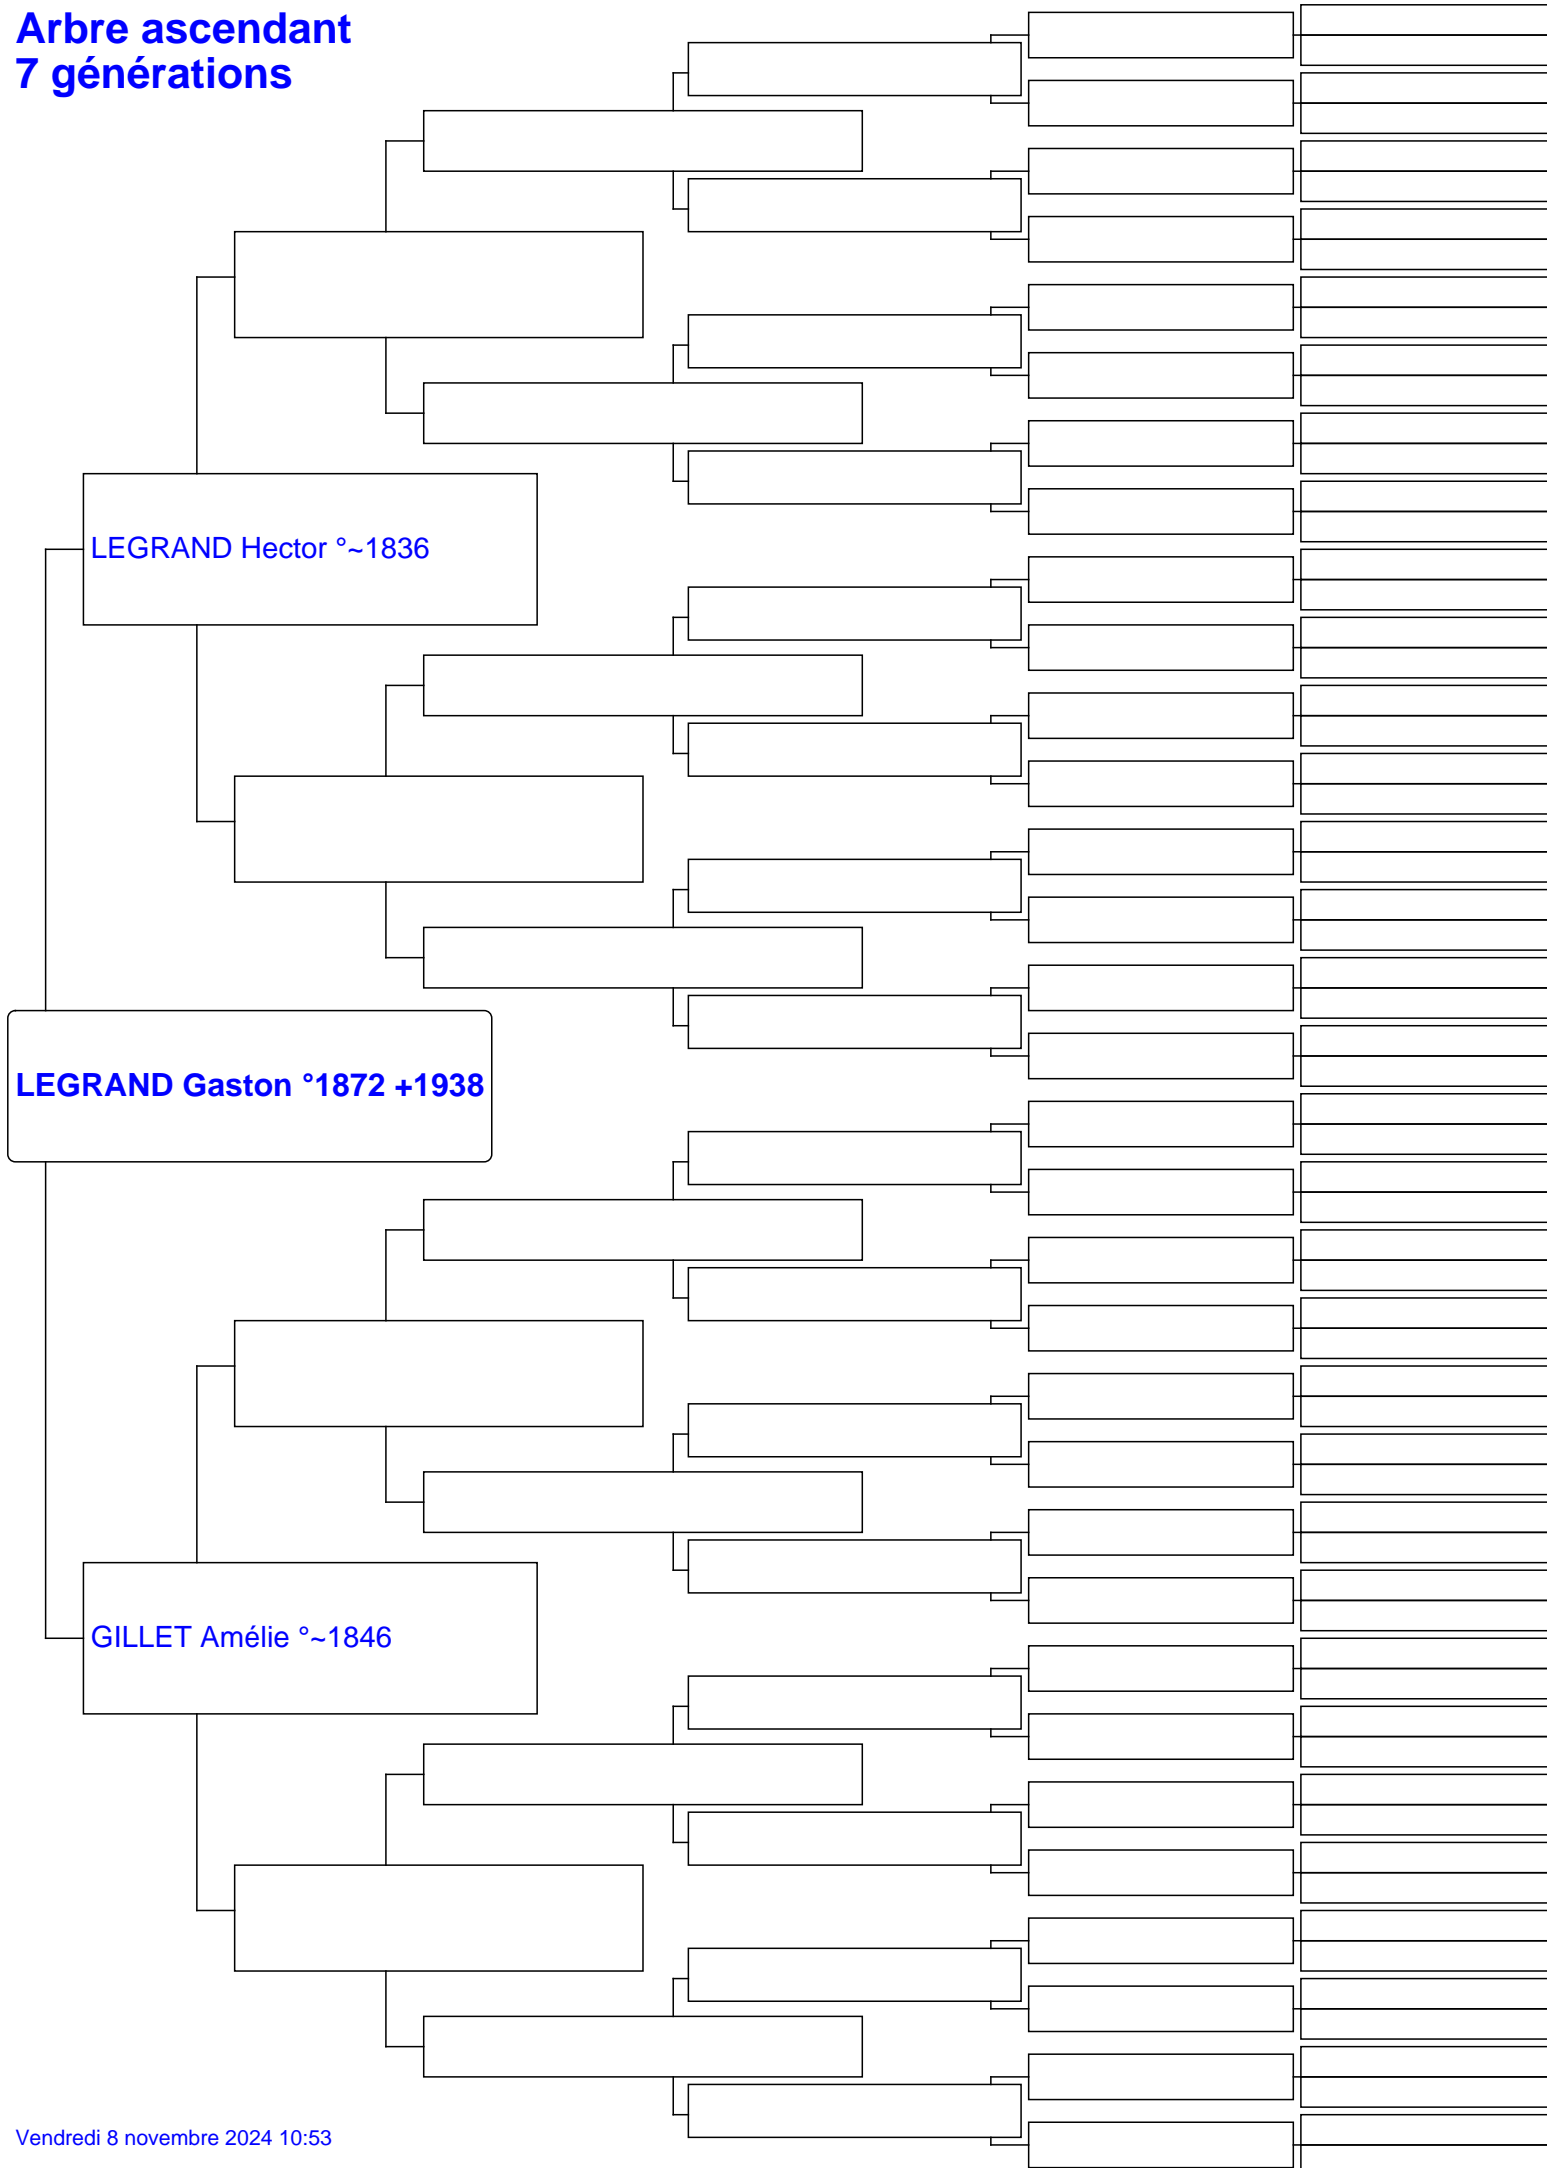 Arbre ascendant
7 générations
LEGRAND Hector °~1836
LEGRAND Gaston °1872 +1938
GILLET Amélie °~1846
Vendredi 8 novembre 2024 10:53